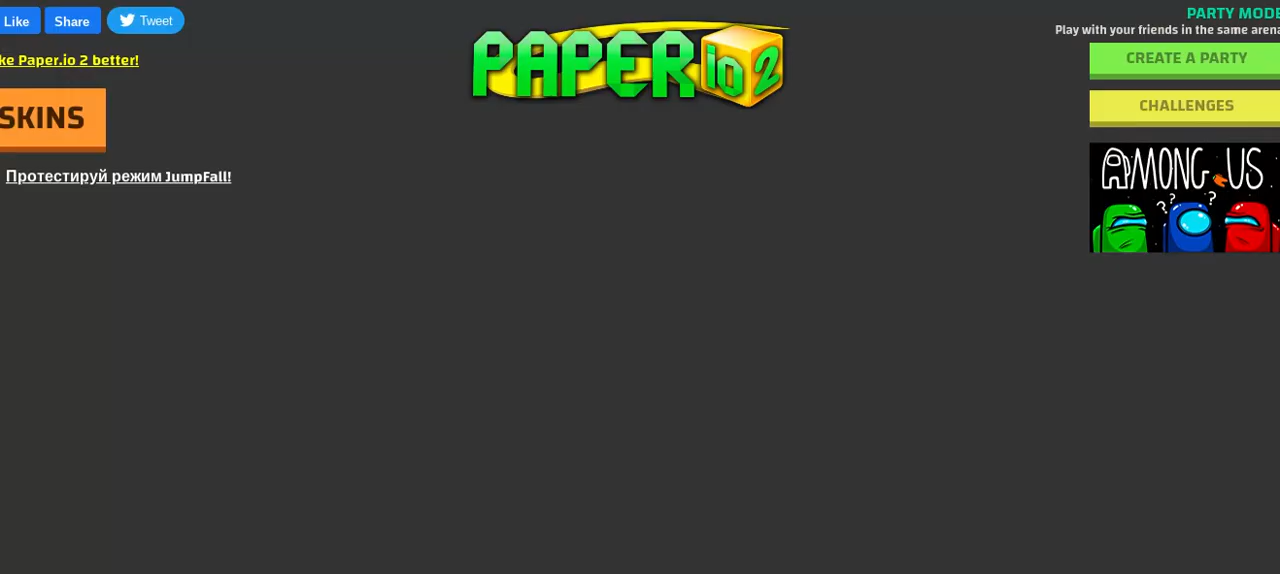 Like Share Tweet
PAPER io 2
PARTY MODE
Play with your friends in the same arena
ke Paper.io 2 better!
CREATE A PARTY
SKINS
CHALLENGES
Протестируй режим JumpFall!
AMONG US
? ? ?